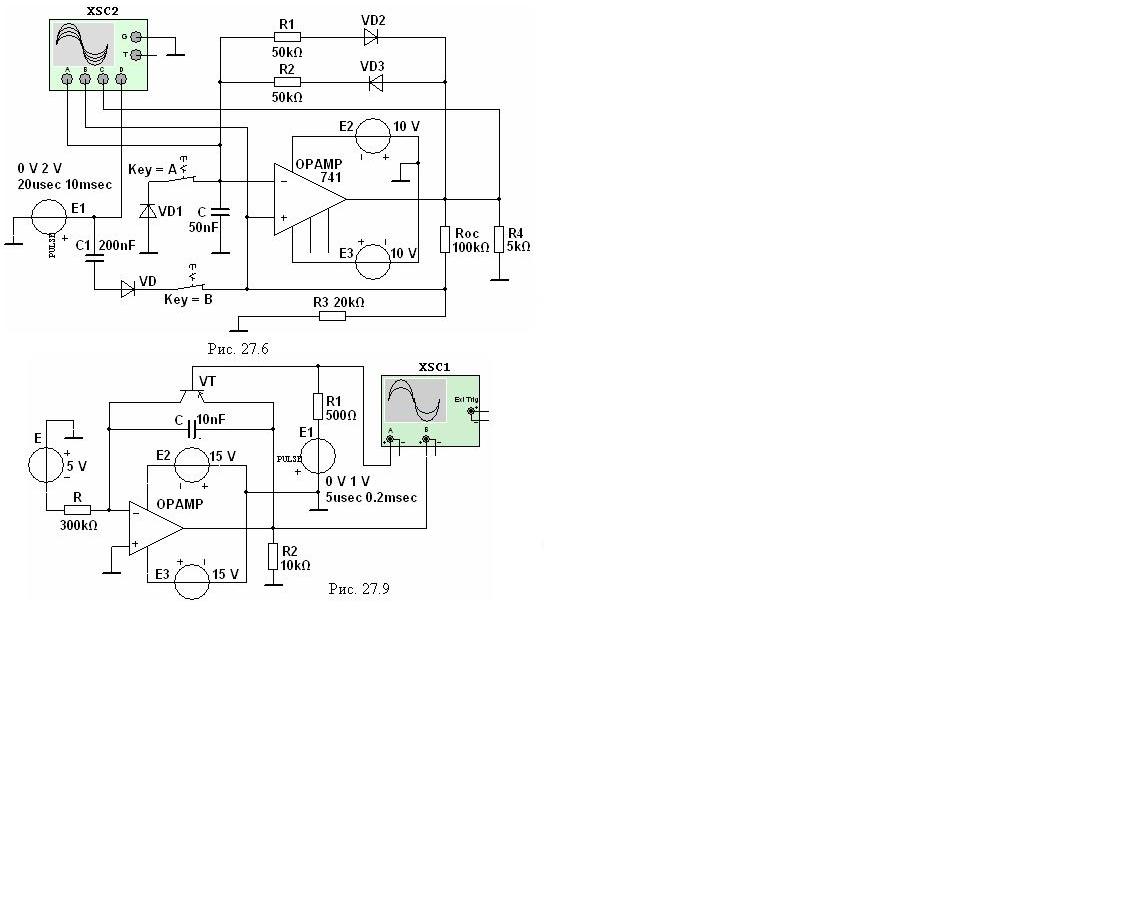 XSC2
G
T
A B C D
R1
50kΩ
VD2
R2
50kΩ
VD3
E2 10 V
OPAMP
741
0 V 2 V
20usec 10msec
Key = A
E1
PULSE
VD1
C
50nF
C1 200nF
E3 10 V
Roc
100kΩ
R4
5kΩ
VD
Key = B
R3 20kΩ
Рис. 27.6
XSC1
Ext Trig
A B
VT
C 10nF
R1
500Ω
E1
PULSE
0 V 1 V
5usec 0.2msec
E
5 V
E2 15 V
OPAMP
R
300kΩ
E3 15 V
R2
10kΩ
Рис. 27.9